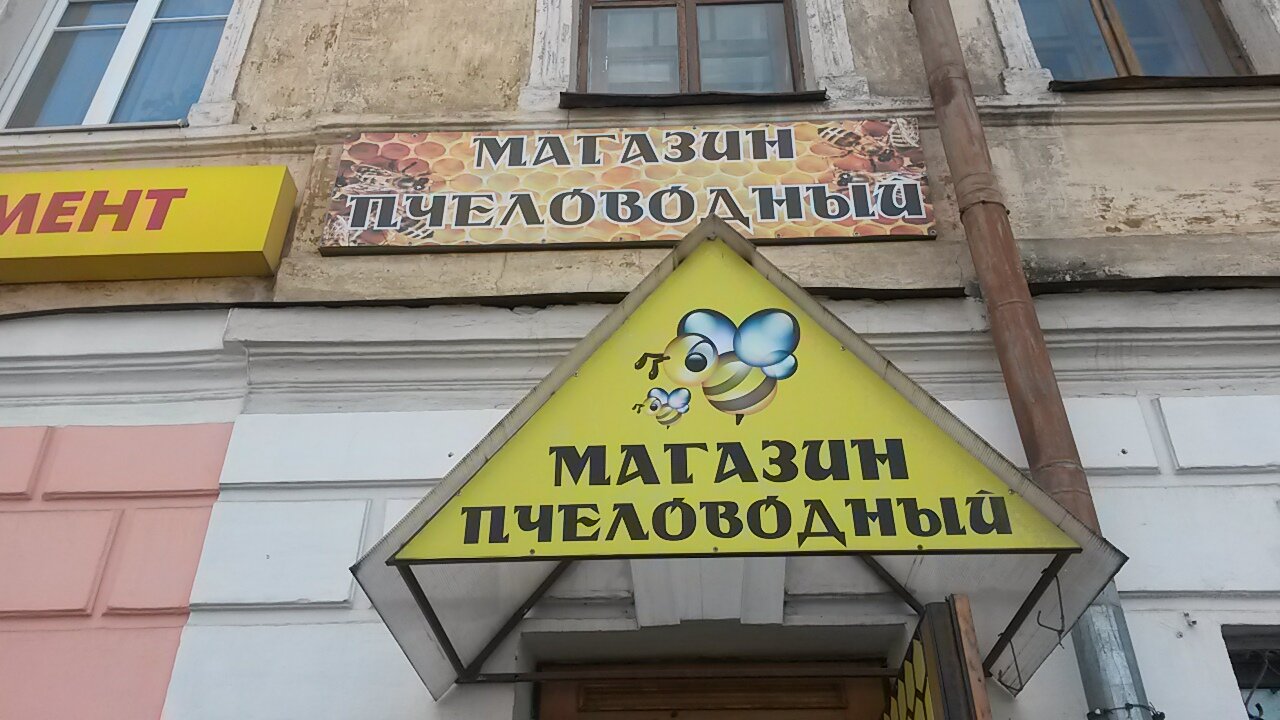 МАГАЗИН
ПЧЕЛОВОДНЫЙ
МЕНТ
МАГАЗИН
ПЧЕЛОВОДНЫЙ